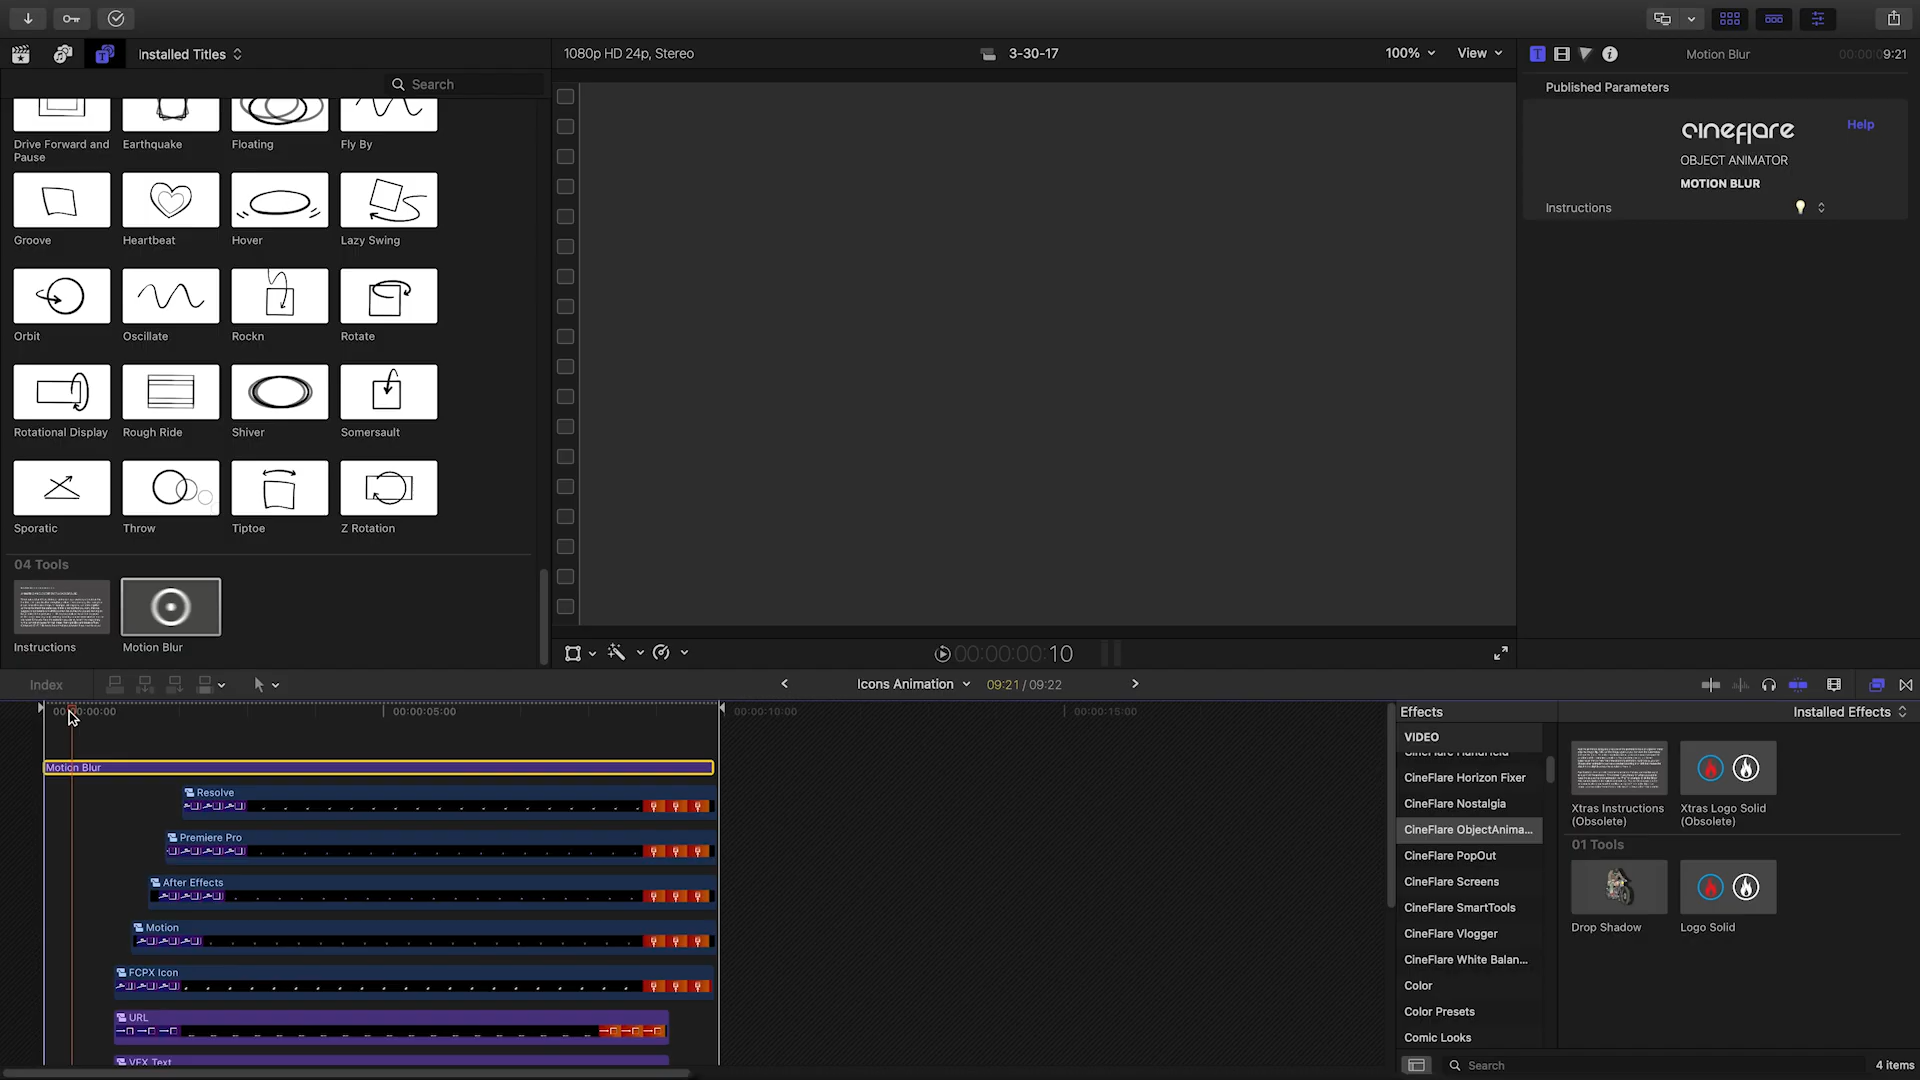 Installed Titles
1080p HD 24p, Stereo
3-30-17
100%
View
Motion Blur
00:00:09:21
Search
Published Parameters
cineflare
Help
OBJECT ANIMATOR
MOTION BLUR
Instructions
Drive Forward and Pause
Earthquake
Floating
Fly By
Groove
Heartbeat
Hover
Lazy Swing
Orbit
Oscillate
Rockn
Rotate
Rotational Display
Rough Ride
Shiver
Somersault
Sporatic
Throw
Tiptoe
Z Rotation
04 Tools
Instructions
Motion Blur
00:00:00:10
Index
Icons Animation
09:21 / 09:22
00:00:00:00
00:00:05:00
00:00:10:00
00:00:15:00
Motion Blur
Resolve
Premiere Pro
After Effects
Motion
FCPX Icon
URL
VFX Text
Effects
Installed Effects
VIDEO
CineFlare HandHeld
CineFlare Horizon Fixer
CineFlare Nostalgia
CineFlare ObjectAnima...
CineFlare PopOut
CineFlare Screens
CineFlare SmartTools
CineFlare Vlogger
CineFlare White Balan...
Color
Color Presets
Comic Looks
Xtras Instructions (Obsolete)
Xtras Logo Solid (Obsolete)
01 Tools
Drop Shadow
Logo Solid
Search
4 items